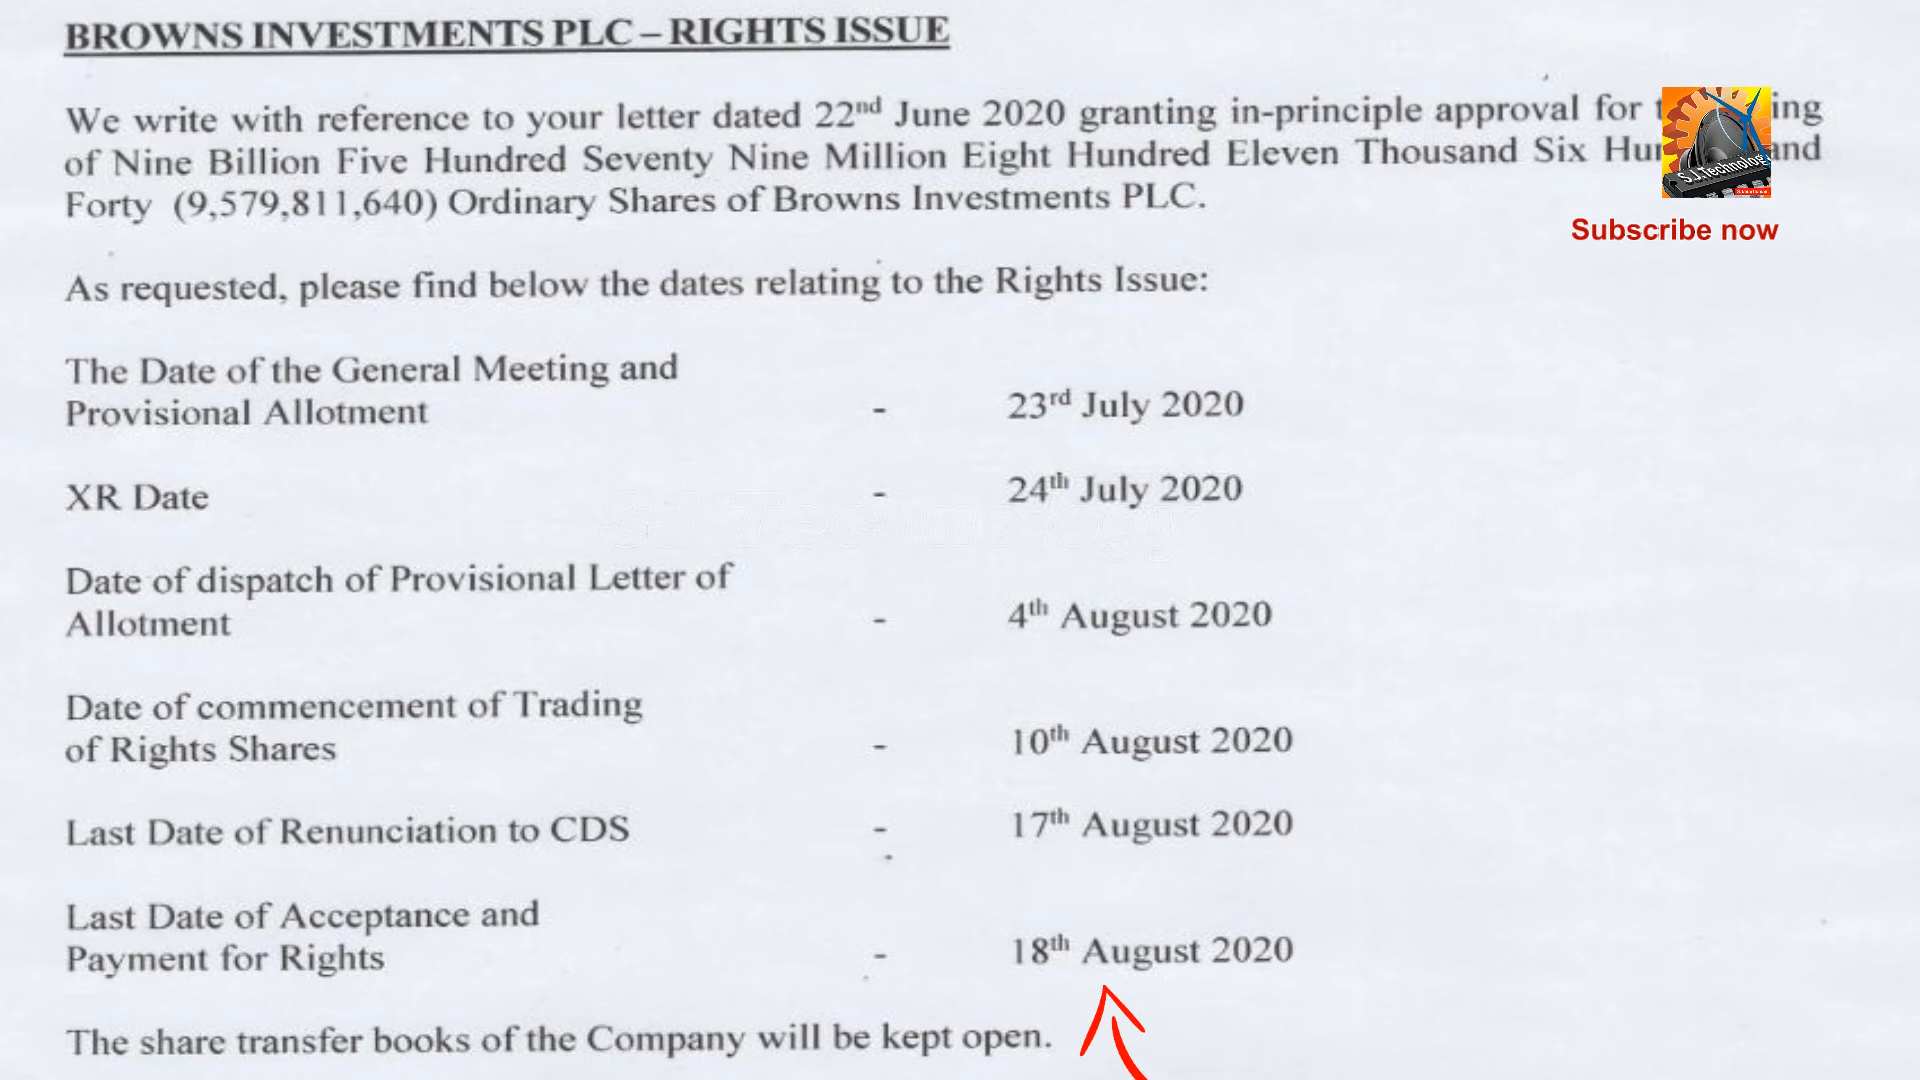 BROWNS INVESTMENTS PLC – RIGHTS ISSUE
We write with reference to your letter dated 22nd June 2020 granting in-principle approval for
of Nine Billion Five Hundred Seventy Nine Million Eight Hundred Eleven Thousand Six
Forty (9,579,811,640) Ordinary Shares of Browns Investments PLC.
S.J.Technology
Subscribe now
As requested, please find below the dates relating to the Rights Issue:
The Date of the General Meeting and
Provisional Allotment - 23rd July 2020
XR Date - 24th July 2020
SJ Technology
Date of dispatch of Provisional Letter of
Allotment - 4th August 2020
Date of commencement of Trading
of Rights Shares - 10th August 2020
Last Date of Renunciation to CDS - 17th August 2020
Last Date of Acceptance and
Payment for Rights - 18th August 2020
The share transfer books of the Company will be kept open.